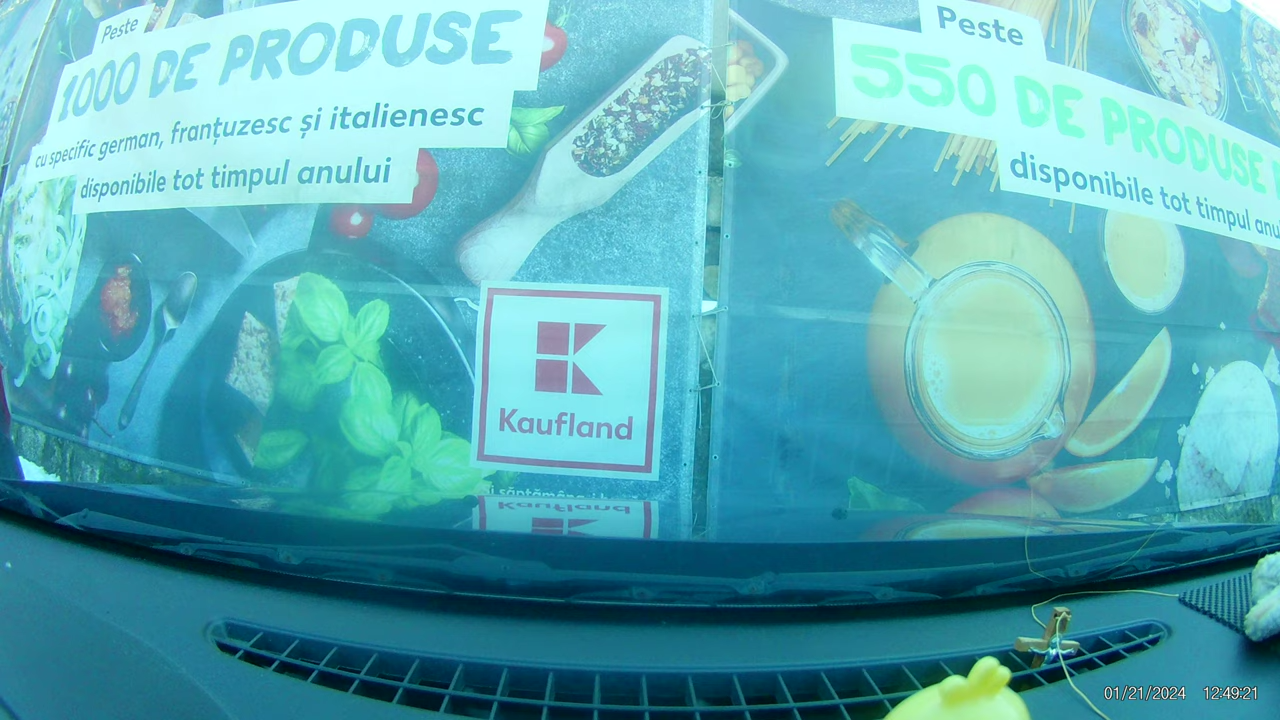 Peste
1000 DE PRODUSE
cu specific german, franțuzesc și italienesc
disponibile tot timpul anului
Kaufland
Peste
550 DE PRODUSE
disponibile tot timpul anu
Kaufland
01/21/2024 12:49:21